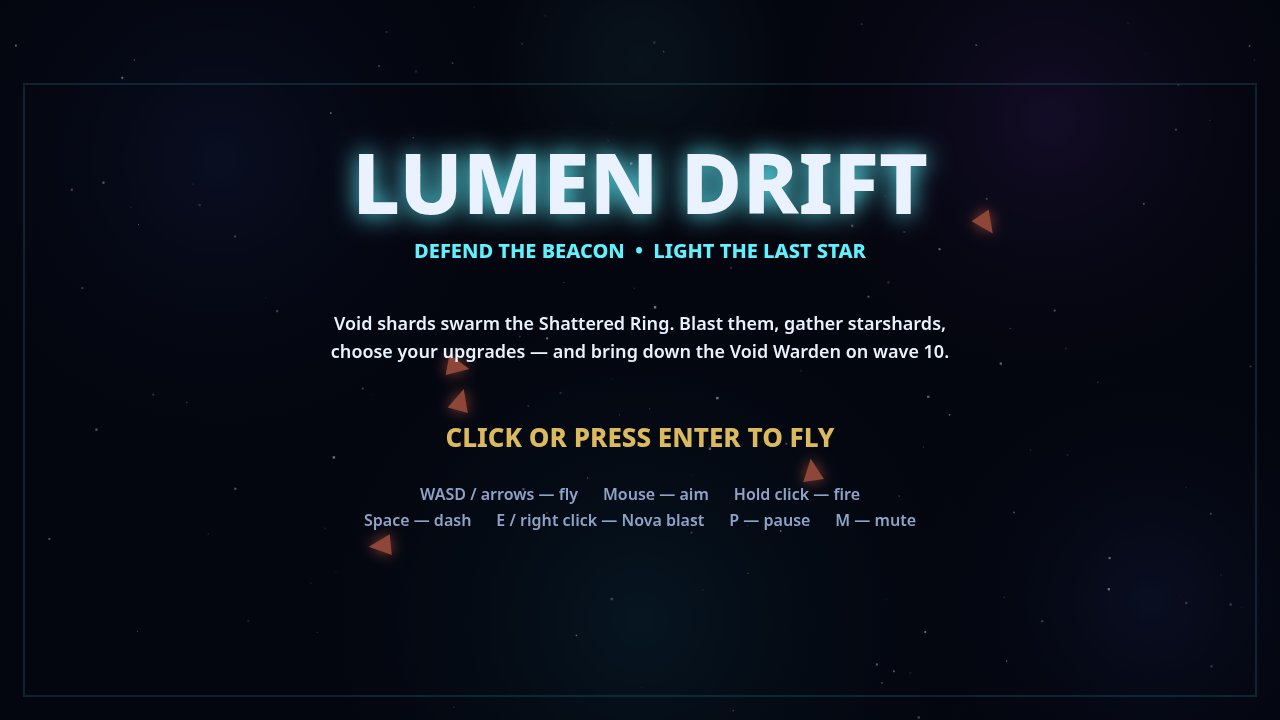 LUMEN DRIFT
DEFEND THE BEACON • LIGHT THE LAST STAR
Void shards swarm the Shattered Ring. Blast them, gather starshards,
choose your upgrades — and bring down the Void Warden on wave 10.
CLICK OR PRESS ENTER TO FLY
WASD / arrows — fly Mouse — aim Hold click — fire
Space — dash E / right click — Nova blast P — pause M — mute